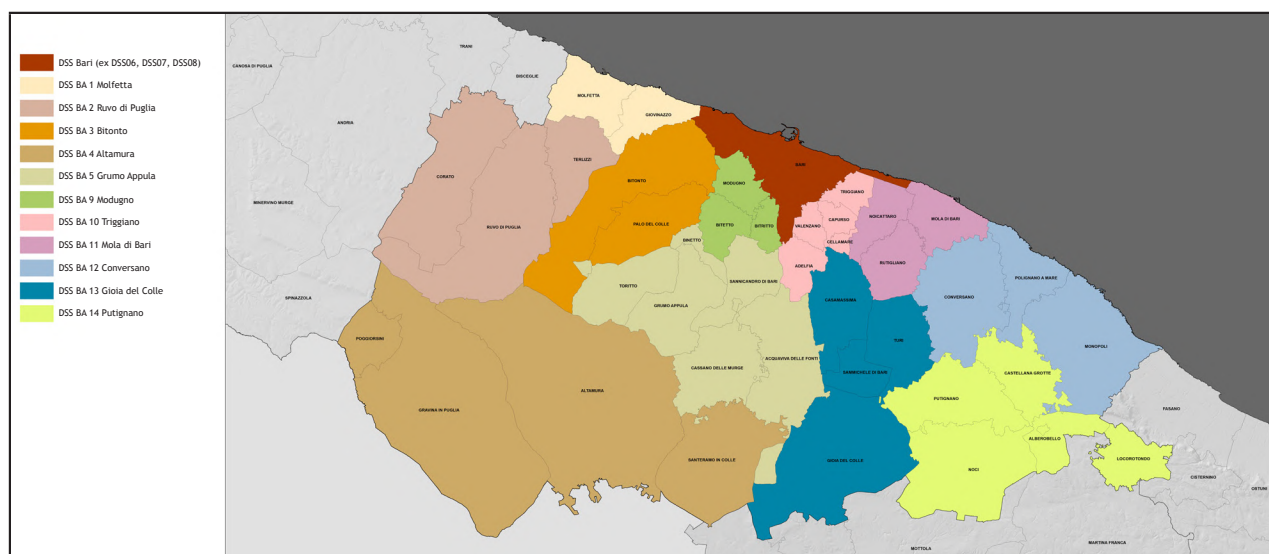 DSS Bari (ex DSS06, DSS07, DSS08)
DSS BA 1 Molfetta
DSS BA 2 Ruvo di Puglia
DSS BA 3 Bitonto
DSS BA 4 Altamura
DSS BA 5 Grumo Appula
DSS BA 9 Modugno
DSS BA 10 Triggiano
DSS BA 11 Mola di Bari
DSS BA 12 Conversano
DSS BA 13 Gioia del Colle
DSS BA 14 Putignano
TRANI
CANOSA DI PUGLIA
BISCEGLIE
MOLFETTA
GIOVINAZZO
ANDRIA
TERLIZZI
BARI
CORATO
BITONTO
MODUGNO
TRIGGIANO
MINERVINO MURGE
NOICATTARO
MOLA DI BARI
RUVO DI PUGLIA
PALO DEL COLLE
BITETTO
BITRITTO
VALENZANO
CAPURSO
BINETTO
CELLAMARE
RUTIGLIANO
ADELFIA
POLIGNANO A MARE
SANNICANDRO DI BARI
TORITTO
SPINAZZOLA
CASAMASSIMA
CONVERSANO
GRUMO APPULA
POGGIORSINI
TURI
MONOPOLI
ACQUAVIVA DELLE FONTI
CASSANO DELLE MURGE
SAMMICHELE DI BARI
CASTELLANA GROTTE
ALTAMURA
PUTIGNANO
GRAVINA IN PUGLIA
FASANO
ALBEROBELLO
SANTERAMO IN COLLE
GIOIA DEL COLLE
LOCOROTONDO
NOCI
CISTERNINO
OSTUNI
MARTINA FRANCA
MOTTOLA